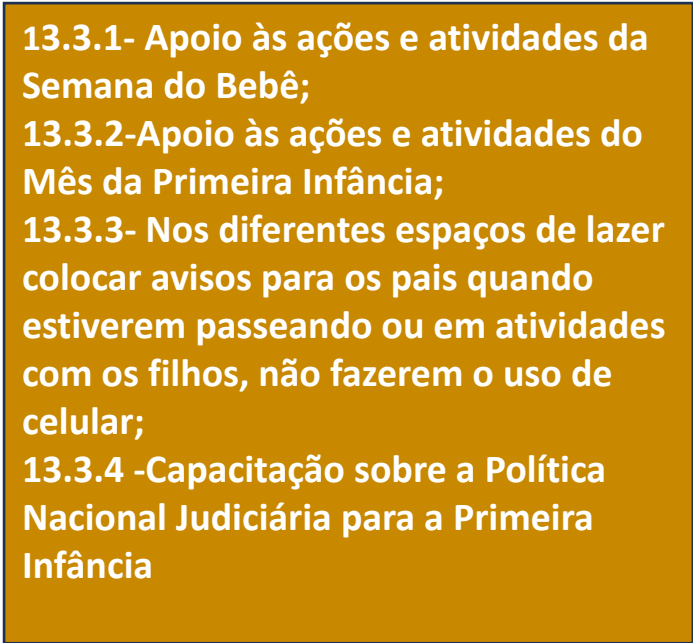 13.3.1- Apoio às ações e atividades da
Semana do Bebê;
13.3.2-Apoio às ações e atividades do
Mês da Primeira Infância;
13.3.3- Nos diferentes espaços de lazer
colocar avisos para os pais quando
estiverem passeando ou em atividades
com os filhos, não fazerem o uso de
celular;
13.3.4 -Capacitação sobre a Política
Nacional Judiciária para a Primeira
Infância